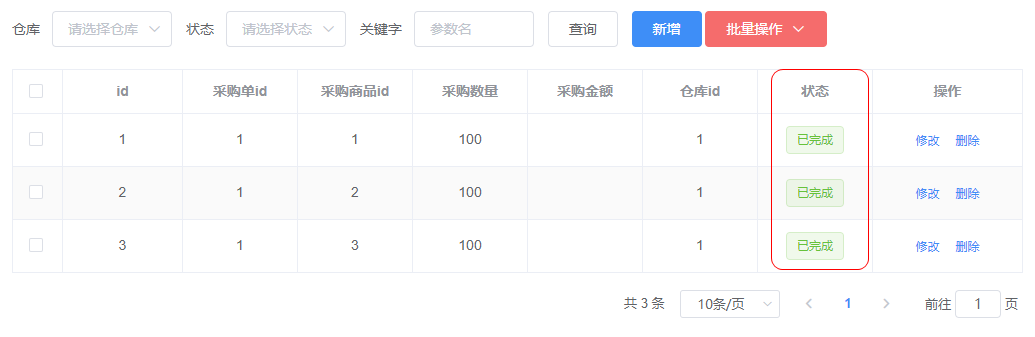 仓库 请选择仓库 状态 请选择状态 关键字 参数名 查询 新增 批量操作
id 采购单id 采购商品id 采购数量 采购金额 仓库id 状态 操作
1 1 1 100 1 已完成 修改 删除
2 1 2 100 1 已完成 修改 删除
3 1 3 100 1 已完成 修改 删除
共 3 条 10条/页 1 前往 1 页